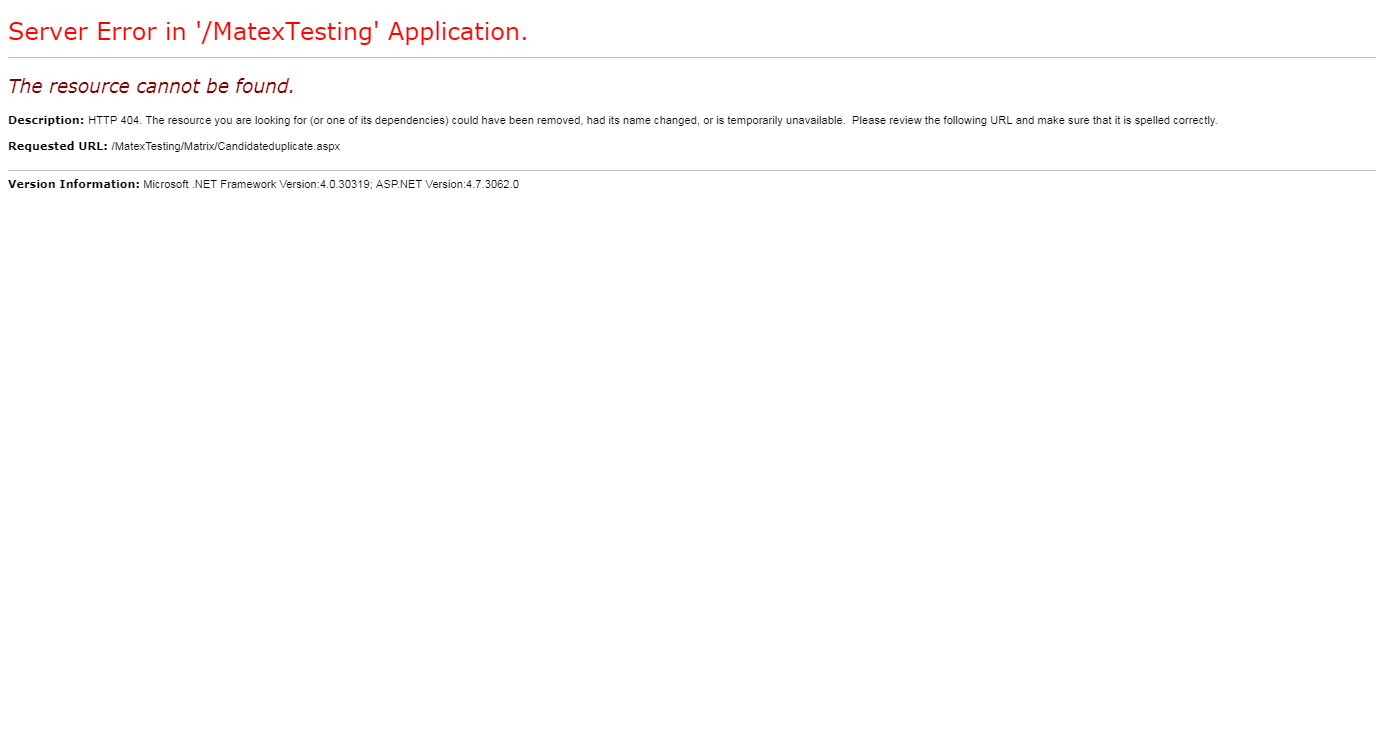 Server Error in '/MatexTesting' Application.
The resource cannot be found.
Description: HTTP 404. The resource you are looking for (or one of its dependencies) could have been removed, had its name changed, or is temporarily unavailable.  Please review the following URL and make sure that it is spelled correctly.
Requested URL: /MatexTesting/Matrix/Candidateduplicate.aspx
Version Information: Microsoft .NET Framework Version:4.0.30319; ASP.NET Version:4.7.3062.0